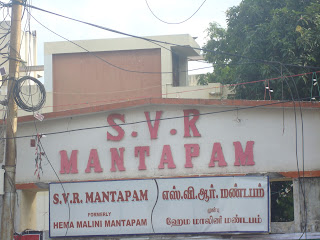 S.V.R
MANTAPAM
S.V.R. MANTAPAM
FORMERLY
HEMA MALINI MANTAPAM
எஸ்.வி.ஆர். மண்டபம்
முன்பு
ஹேம மாலினி மண்டபம்